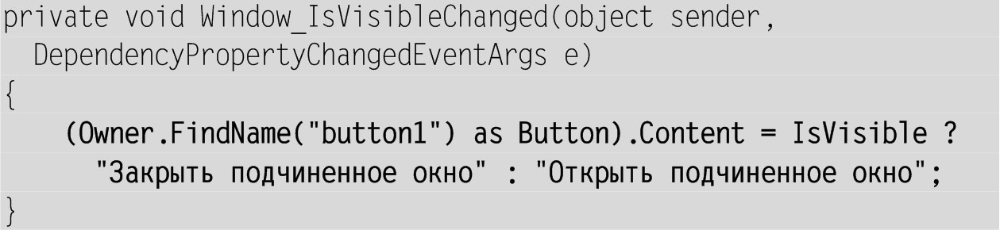 private void Window_IsVisibleChanged(object sender,
  DependencyPropertyChangedEventArgs e)
{
    (Owner.FindName("button1") as Button).Content = IsVisible ?
      "Закрыть подчиненное окно" : "Открыть подчиненное окно";
}